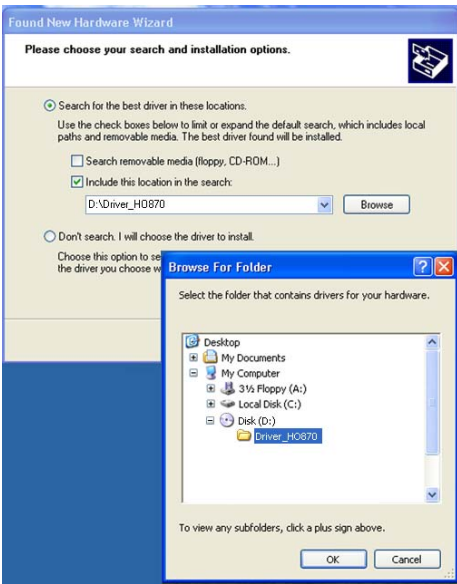 Found New Hardware Wizard
Please choose your search and installation options.
Search for the best driver in these locations.
Use the check boxes below to limit or expand the default search, which includes local
paths and removable media. The best driver found will be installed.
Search removable media (floppy, CD-ROM...)
Include this location in the search:
D:\Driver_HO870
Browse
Don't search. I will choose the driver to install.
Choose this option to se
the driver you choose w
Browse For Folder
Select the folder that contains drivers for your hardware.
Desktop
My Documents
My Computer
3½ Floppy (A:)
Local Disk (C:)
Disk (D:)
Driver_HO870
To view any subfolders, click a plus sign above.
OK
Cancel